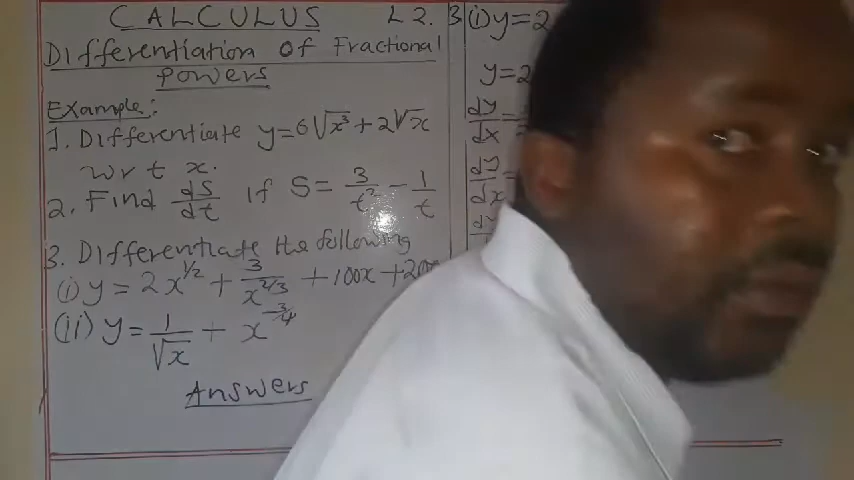 CALCULUS L2.
Differentiation Of Fractional
Powers
Example:
1. Differentiate y=6√x³+2√x
wrt x.
2. Find dS/dt if S= 3/t² - 1/t
3. Differentiate the following
(i) y=2x^1/2 + 3/x^2/3 +100x+200
(ii) y= 1/√x + x^-3/4
Answers
3(i) y=2
y=2
dy/dx =
dy/dx =